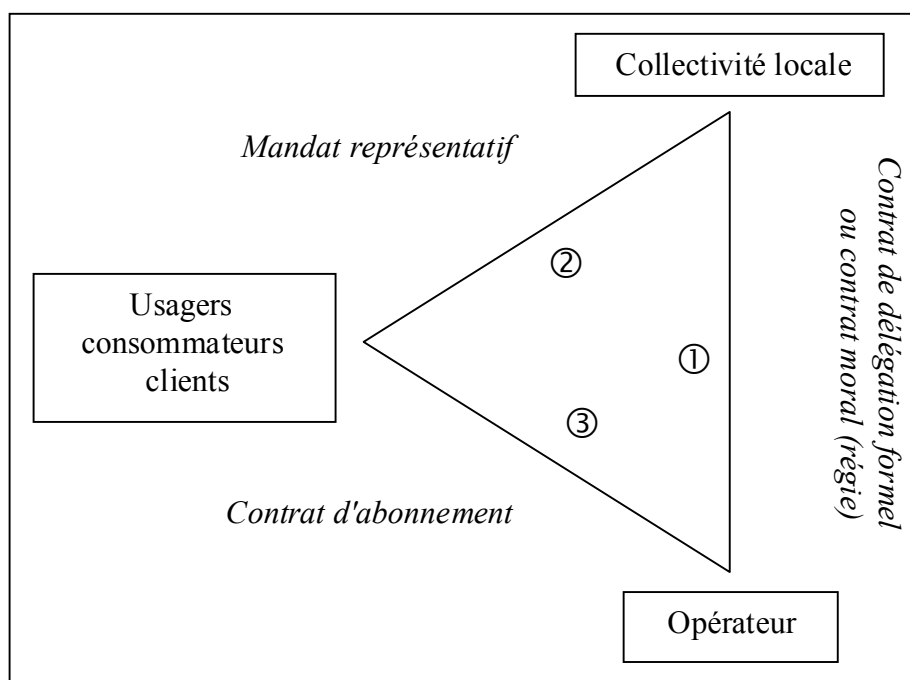 Collectivité locale
Mandat représentatif
②
Contrat de délégation formel
ou contrat moral (régie)
Usagers
consommateurs
clients
①
③
Contrat d'abonnement
Opérateur